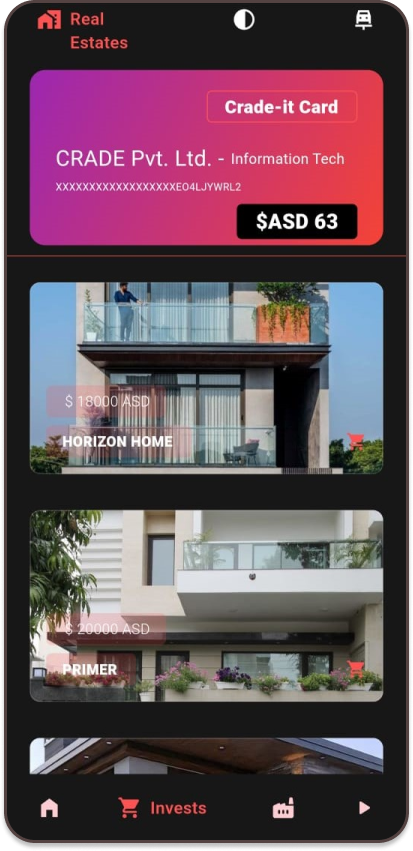 Real
Estates
Crade-it Card
CRADE Pvt. Ltd. - Information Tech
XXXXXXXXXXXXXXXXXXEO4LJYWRL2
$ASD 63
$ 18000 ASD
HORIZON HOME
$ 20000 ASD
PRIMER
Invests